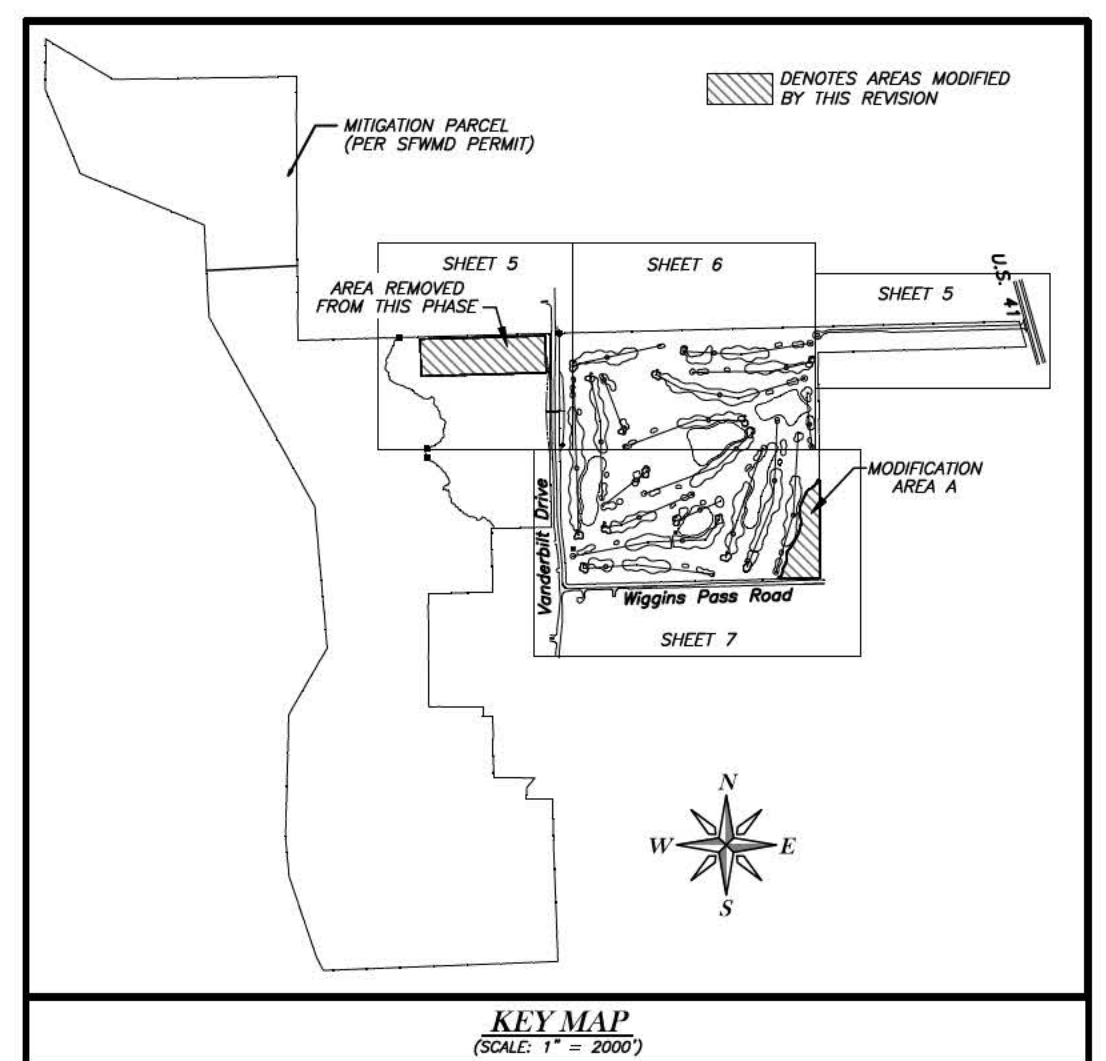 DENOTES AREAS MODIFIED
BY THIS REVISION
MITIGATION PARCEL
(PER SFWMD PERMIT)
SHEET 5
SHEET 6
U.S. 41
AREA REMOVED
FROM THIS PHASE
SHEET 5
MODIFICATION
AREA A
Vanderbilt Drive
Wiggins Pass Road
SHEET 7
N
W
E
S
KEY MAP
(SCALE: 1" = 2000')